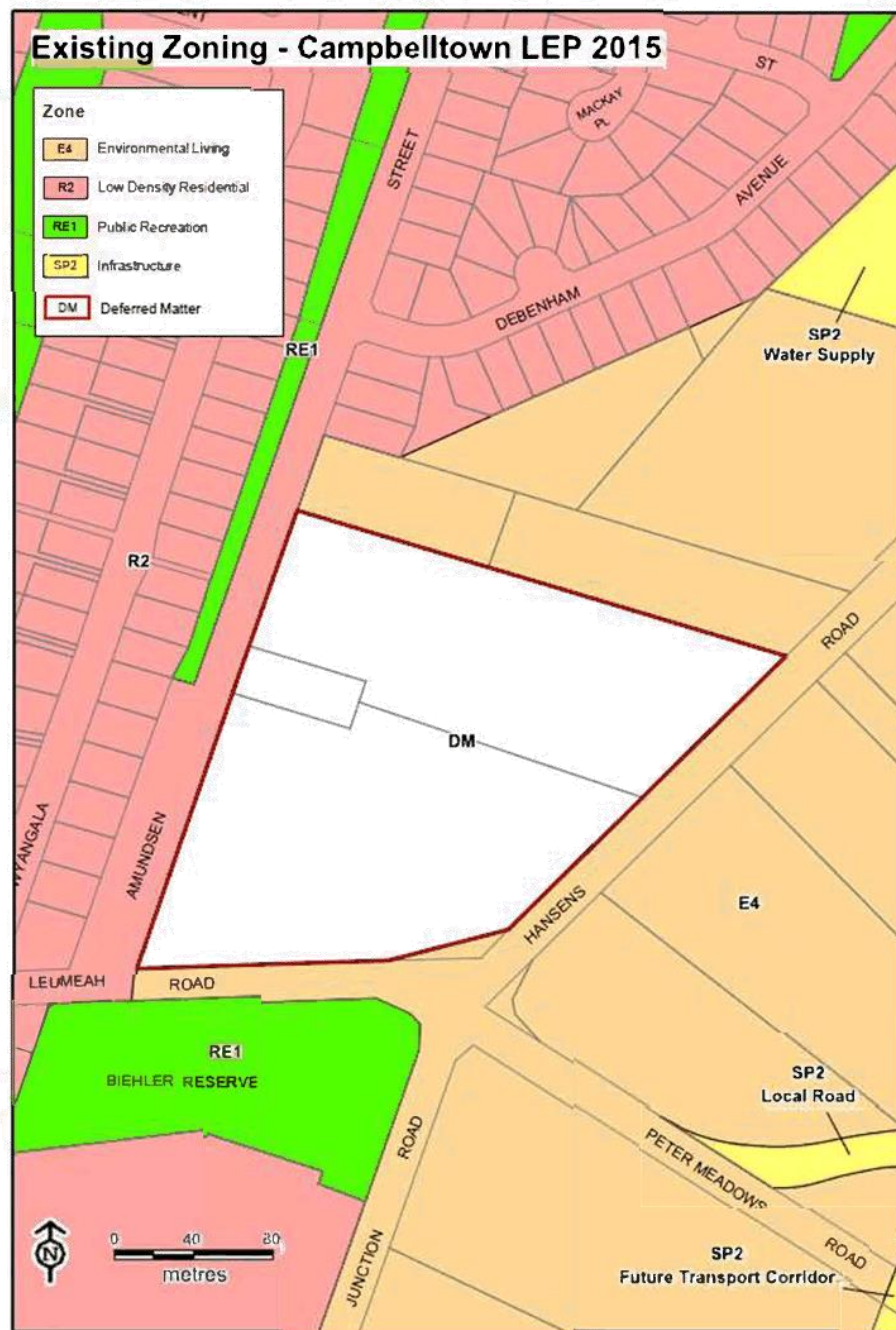 Existing Zoning - Campbelltown LEP 2015
Zone
E4 Environmental Living
R2 Low Density Residential
RE1 Public Recreation
SP2 Infrastructure
DM Deferred Matter
ST
MACKAY
PL
STREET
AVENUE
DEBENHAM
SP2
Water Supply
RE1
R2
ROAD
DM
WYANGALA
AMUNDSEN
HANSENS
E4
LEUMEAH
ROAD
RE1
BIEHLER RESERVE
SP2
Local Road
ROAD
PETER MEADOWS
ROAD
JUNCTION
SP2
Future Transport Corridor
N
0 40 80
metres